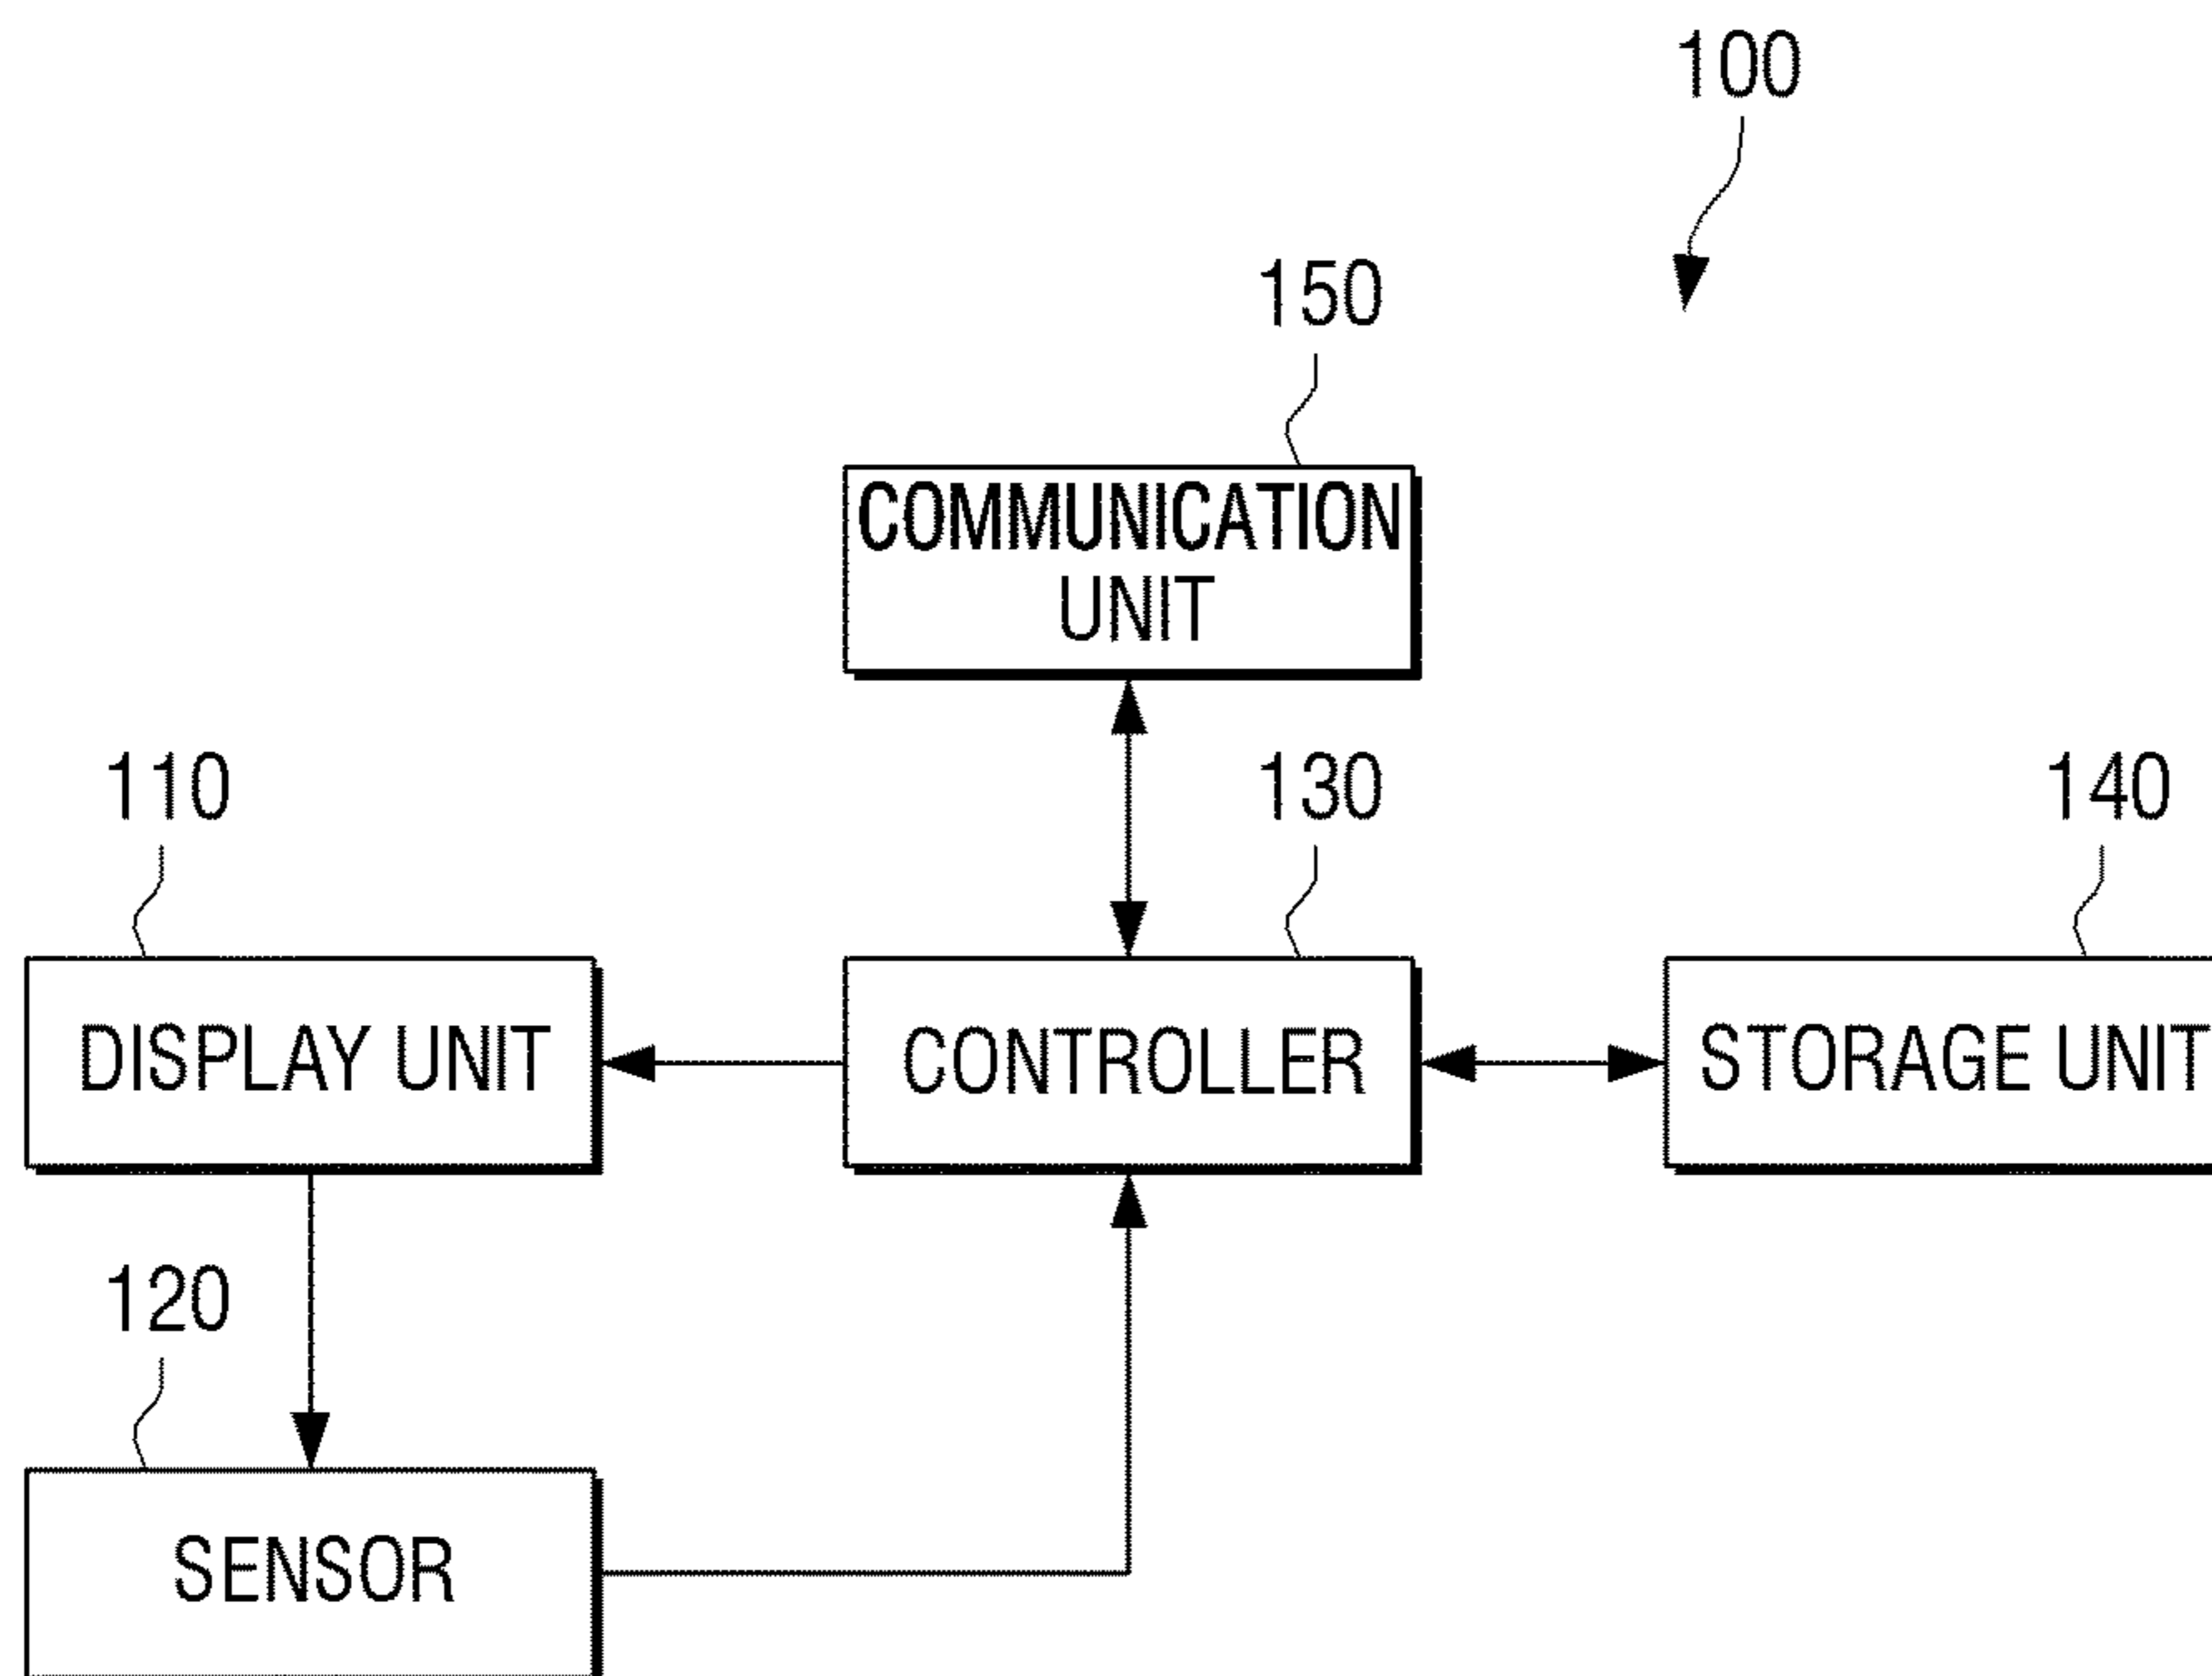 100
150
COMMUNICATION
UNIT
110
130
140
DISPLAY UNIT
CONTROLLER
STORAGE UNIT
120
SENSOR